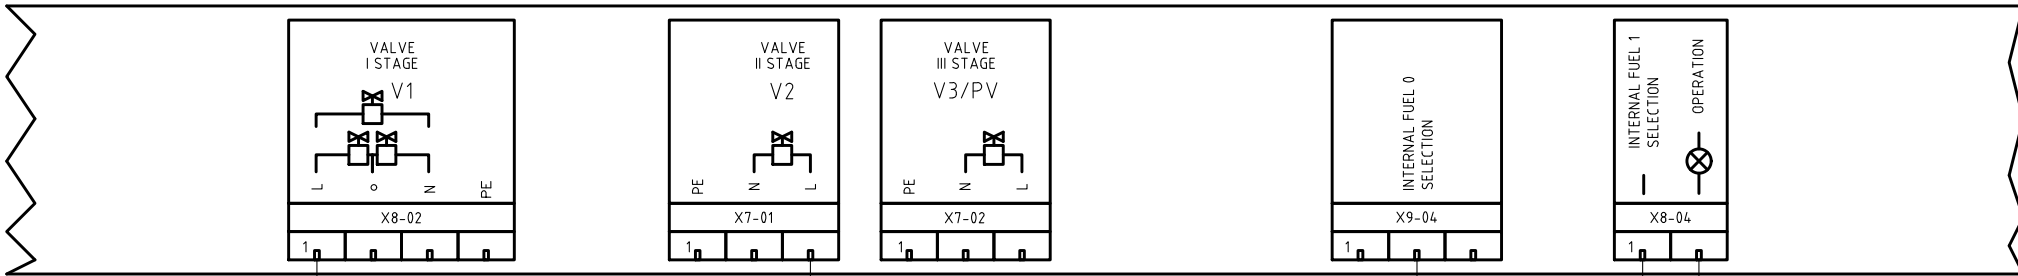 VALVE
I STAGE
V1
L
o
N
PE
X8-02
1
VALVE
II STAGE
V2
PE
N
L
X7-01
1
VALVE
III STAGE
V3/PV
PE
N
L
X7-02
1
INTERNAL FUEL 0
SELECTION
X9-04
1
INTERNAL FUEL 1
SELECTION
OPERATION
X8-04
1